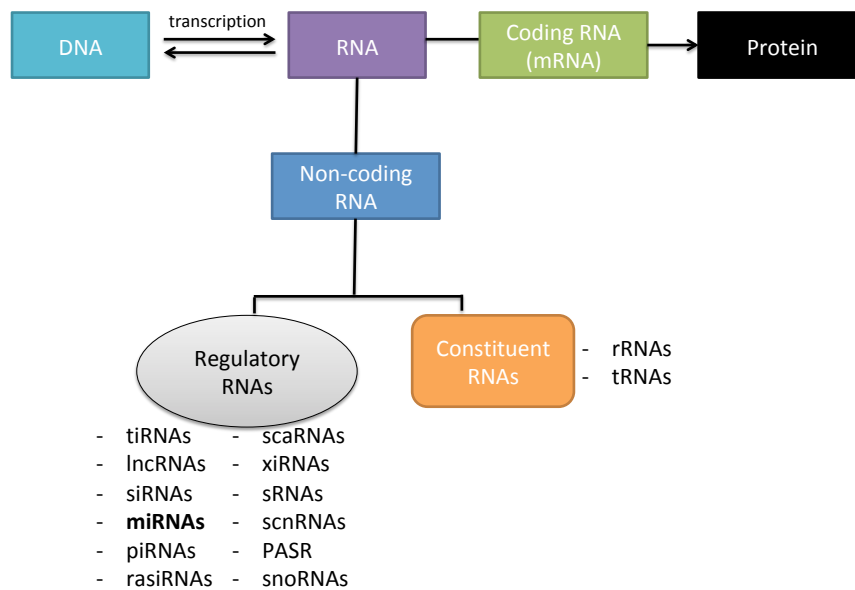 transcription
DNA
RNA
Coding RNA
(mRNA)
Protein
Non-coding
RNA
Regulatory
RNAs
Constituent
RNAs
- rRNAs
- tRNAs
- tiRNAs - scaRNAs
- lncRNAs - xiRNAs
- siRNAs - sRNAs
- miRNAs - scnRNAs
- piRNAs - PASR
- rasiRNAs - snoRNAs